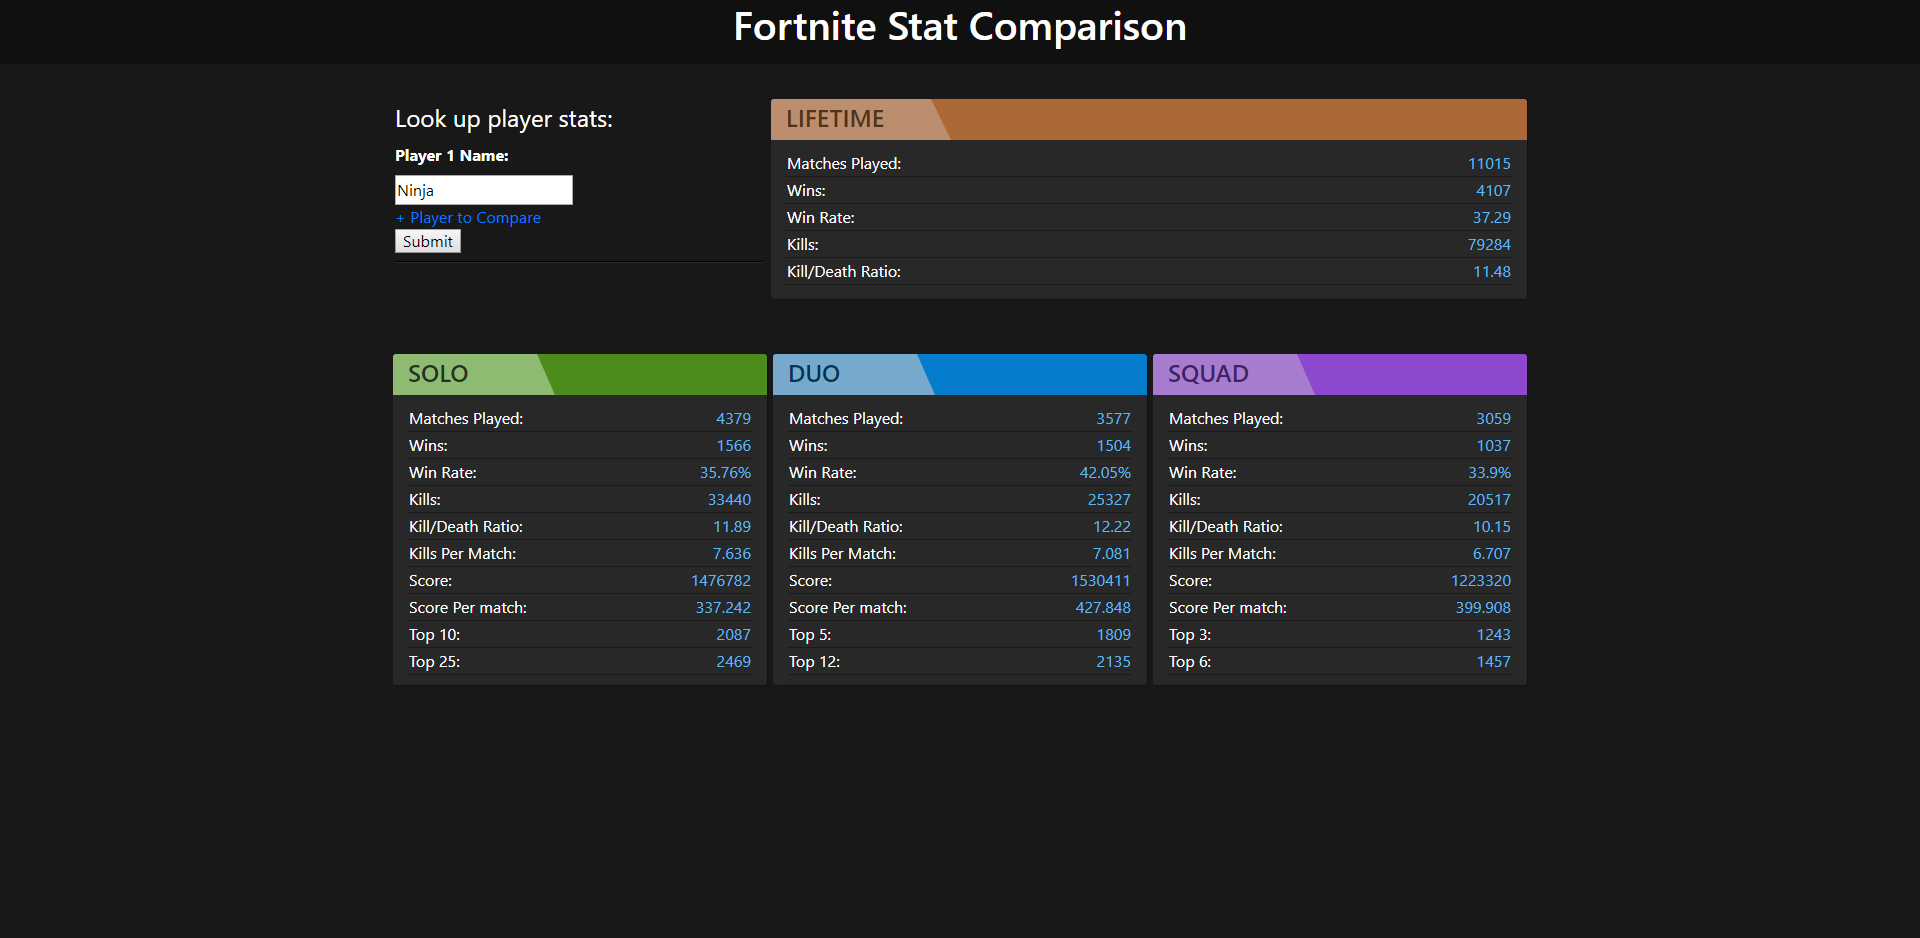 Fortnite Stat Comparison
Look up player stats:
Player 1 Name:
Ninja
+ Player to Compare
Submit
LIFETIME
Matches Played: 11015
Wins: 4107
Win Rate: 37.29
Kills: 79284
Kill/Death Ratio: 11.48
SOLO
Matches Played: 4379
Wins: 1566
Win Rate: 35.76%
Kills: 33440
Kill/Death Ratio: 11.89
Kills Per Match: 7.636
Score: 1476782
Score Per match: 337.242
Top 10: 2087
Top 25: 2469
DUO
Matches Played: 3577
Wins: 1504
Win Rate: 42.05%
Kills: 25327
Kill/Death Ratio: 12.22
Kills Per Match: 7.081
Score: 1530411
Score Per match: 427.848
Top 5: 1809
Top 12: 2135
SQUAD
Matches Played: 3059
Wins: 1037
Win Rate: 33.9%
Kills: 20517
Kill/Death Ratio: 10.15
Kills Per Match: 6.707
Score: 1223320
Score Per match: 399.908
Top 3: 1243
Top 6: 1457